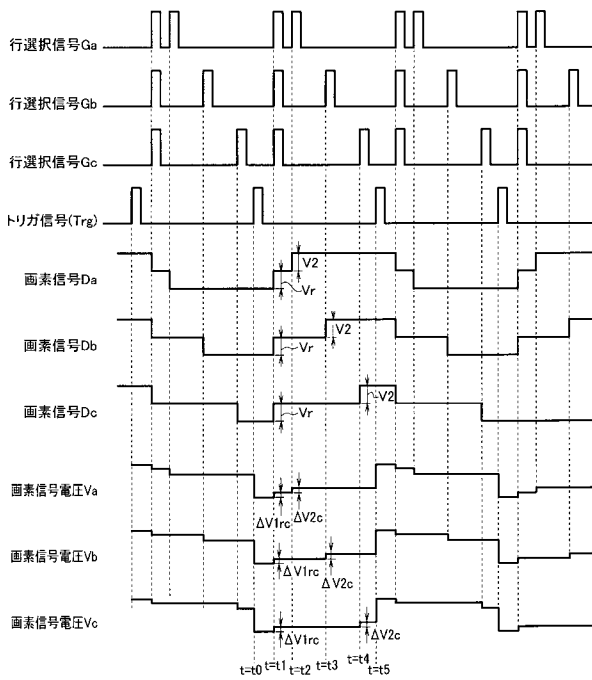 行選択信号Ga
行選択信号Gb
行選択信号Gc
トリガ信号(Trg)
画素信号Da
V2
Vr
画素信号Db
V2
Vr
画素信号Dc
V2
Vr
画素信号電圧Va
ΔV1rc
ΔV2c
画素信号電圧Vb
ΔV1rc
ΔV2c
画素信号電圧Vc
ΔV1rc
ΔV2c
t=t0
t=t1
t=t2
t=t3
t=t4
t=t5